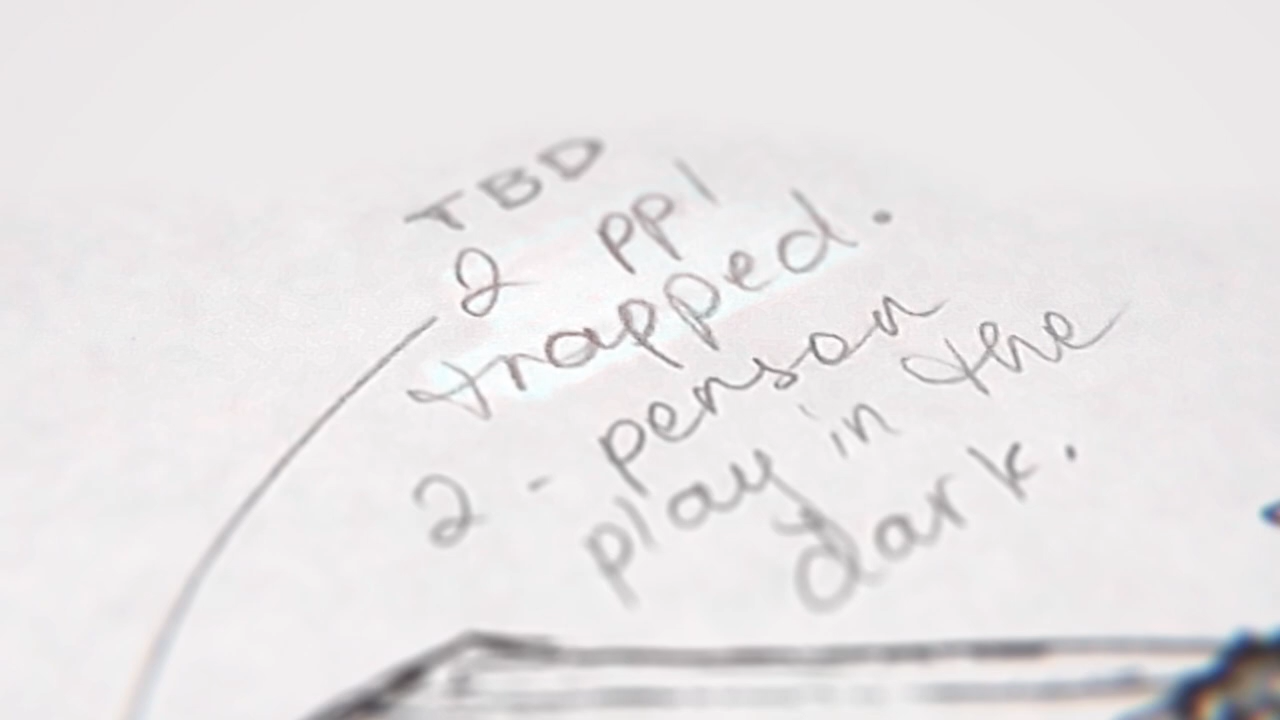 TBD
2 ppl
trapped.
2 - person
play in the
dark.